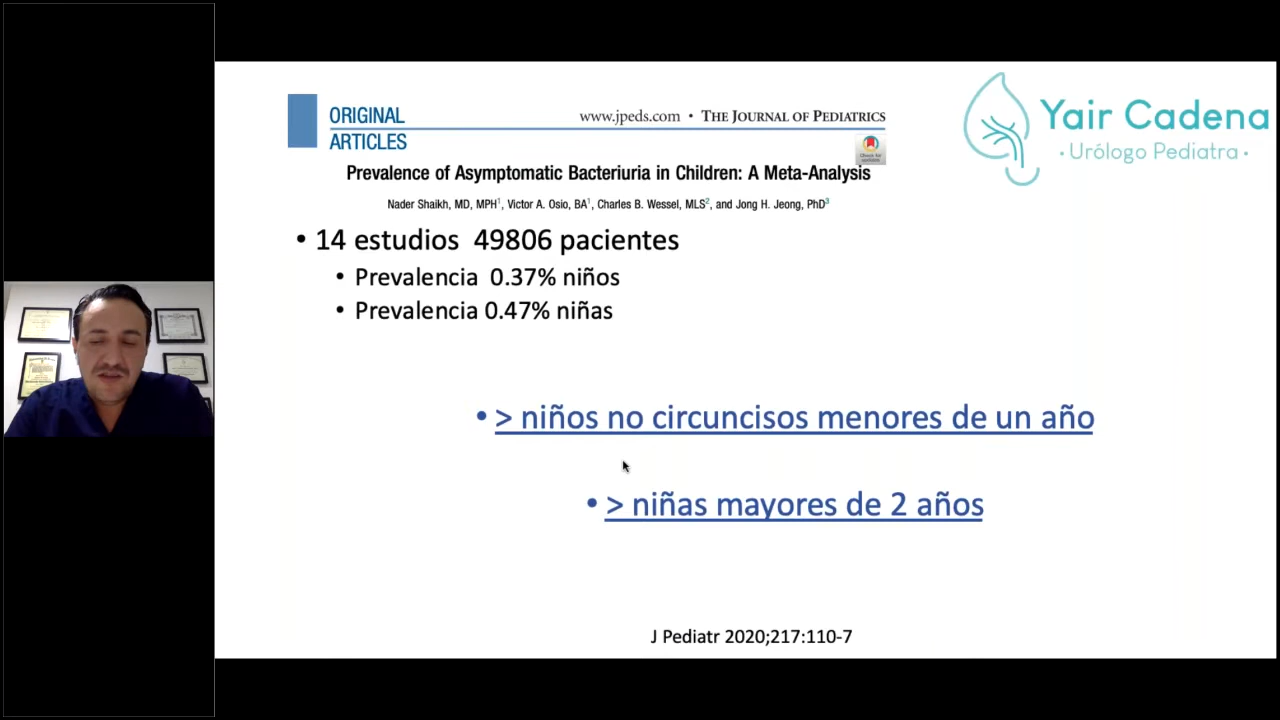 ORIGINAL
ARTICLES
www.jpeds.com • THE JOURNAL OF PEDIATRICS
Check for
updates
Prevalence of Asymptomatic Bacteriuria in Children: A Meta-Analysis
Nader Shaikh, MD, MPH1, Victor A. Osio, BA1, Charles B. Wessel, MLS2, and Jong H. Jeong, PhD3
Yair Cadena
· Urólogo Pediatra ·
• 14 estudios 49806 pacientes
• Prevalencia 0.37% niños
• Prevalencia 0.47% niñas
• > niños no circuncisos menores de un año
• > niñas mayores de 2 años
J Pediatr 2020;217:110-7